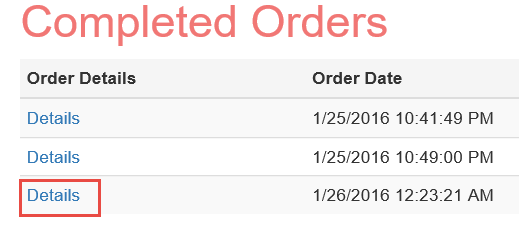 Completed Orders
Order Details Order Date
Details 1/25/2016 10:41:49 PM
Details 1/25/2016 10:49:00 PM
Details 1/26/2016 12:23:21 AM